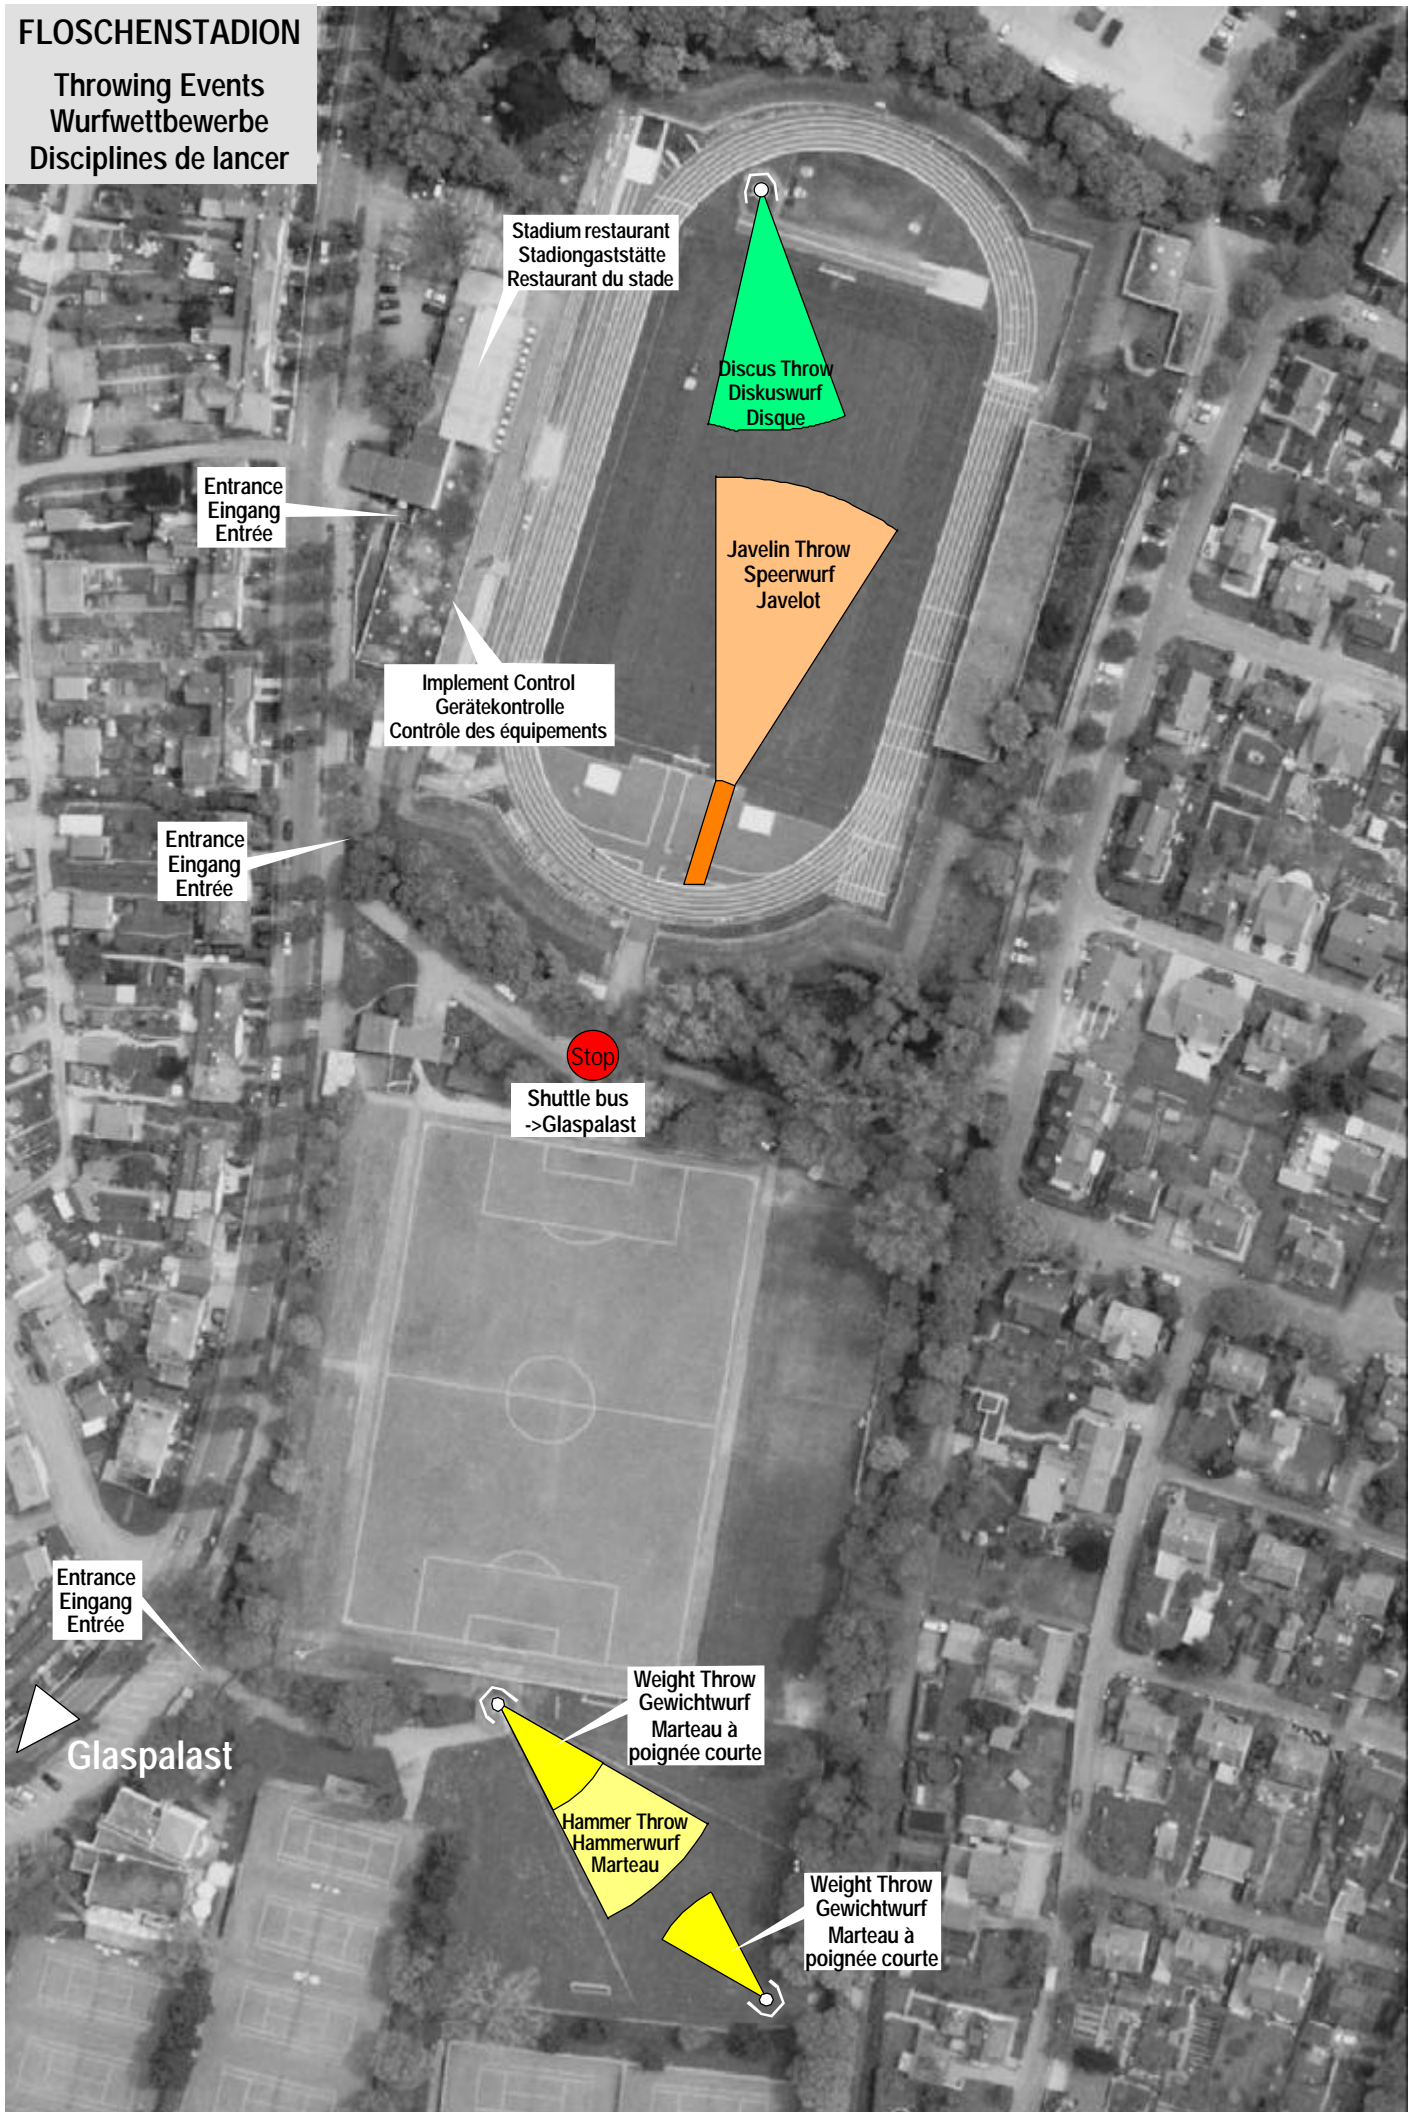 FLOSCHENSTADION
Throwing Events
Wurfwettbewerbe
Disciplines de lancer
Stadium restaurant
Stadiongaststätte
Restaurant du stade
Discus Throw
Diskuswurf
Disque
Entrance
Eingang
Entrée
Javelin Throw
Speerwurf
Javelot
Implement Control
Gerätekontrolle
Contrôle des équipements
Entrance
Eingang
Entrée
Stop
Shuttle bus
->Glaspalast
Entrance
Eingang
Entrée
Glaspalast
Weight Throw
Gewichtwurf
Marteau à
poignée courte
Hammer Throw
Hammerwurf
Marteau
Weight Throw
Gewichtwurf
Marteau à
poignée courte